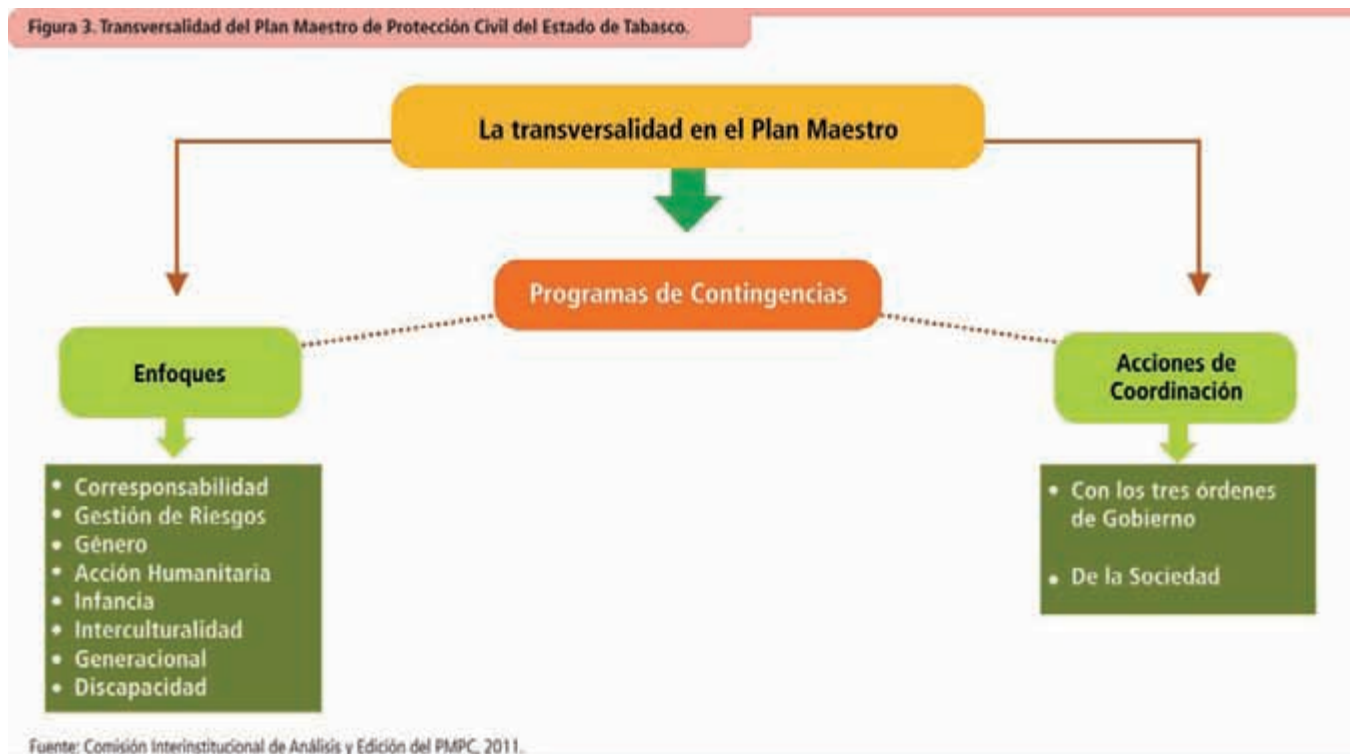 Figura 3. Transversalidad del Plan Maestro de Protección Civil del Estado de Tabasco.
La transversalidad en el Plan Maestro
Programas de Contingencias
Enfoques
• Corresponsabilidad
• Gestión de Riesgos
• Género
• Acción Humanitaria
• Infancia
• Interculturalidad
• Generacional
• Discapacidad
Acciones de
Coordinación
• Con los tres órdenes
de Gobierno
• De la Sociedad
Fuente: Comisión Interinstitucional de Análisis y Edición del PMPC, 2011.